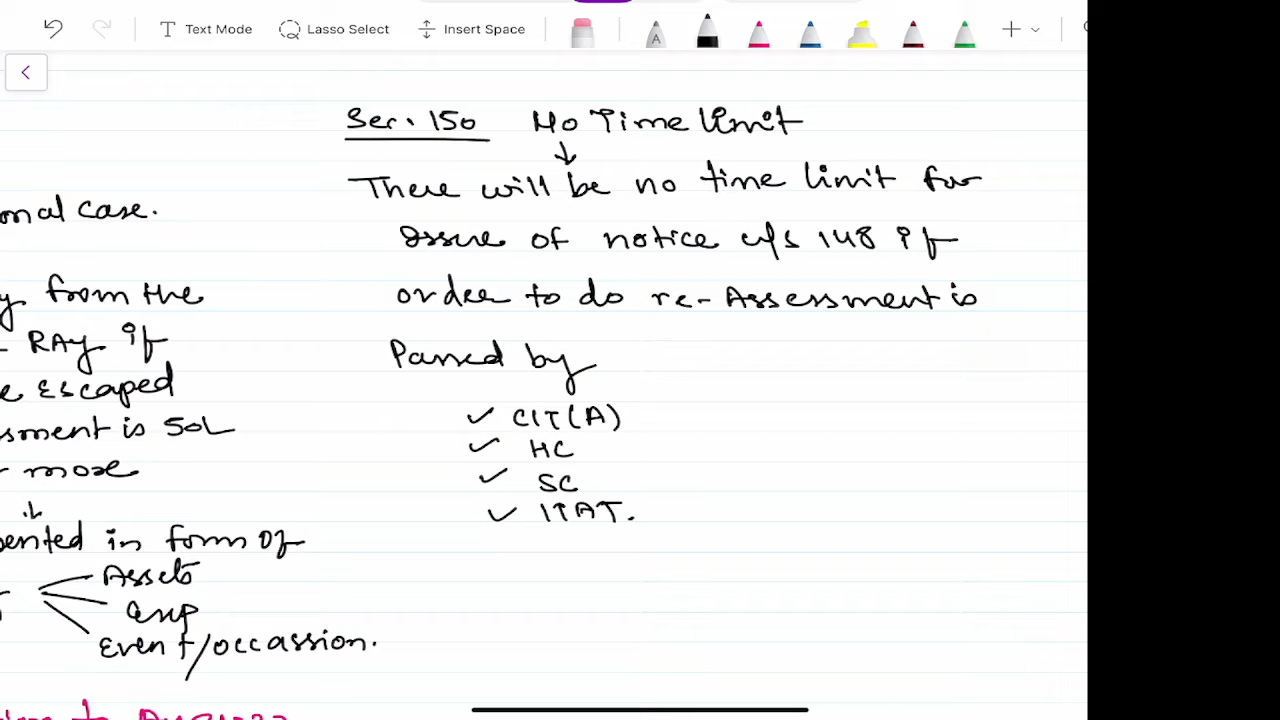 Text Mode Lasso Select Insert Space
A
Sec. 150 No Time limit
There will be no time limit for
Issue of notice u/s 148 if
order to do re-Assessment is
Passed by
✓ CIT(A)
✓ HC
✓ SC
✓ ITAT.
onal case.
y from the
RAY if
e Escaped
ssment is 50L
r more
ented in form of
Assets
exp
Event/occassion.